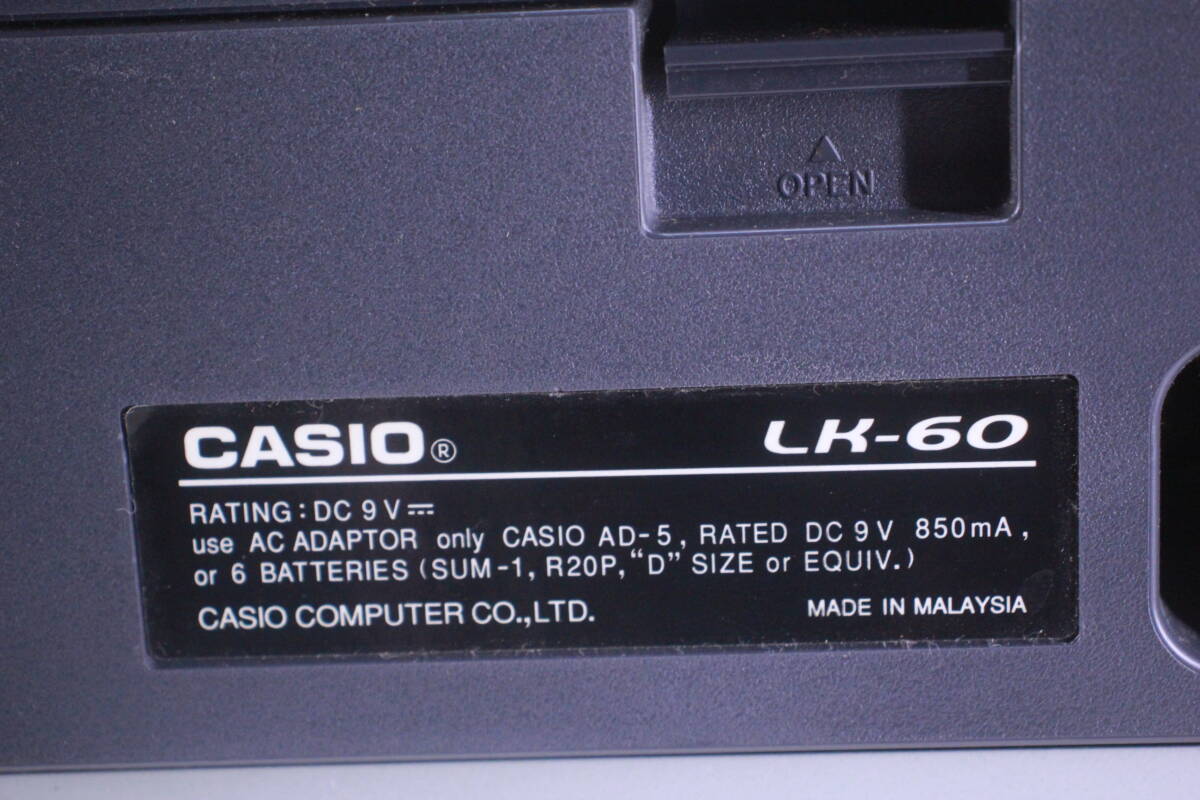 △
OPEN
CASIO® LK-60
RATING : DC 9 V ⎓
use AC ADAPTOR only CASIO AD-5, RATED DC 9 V 850mA,
or 6 BATTERIES (SUM-1, R20P, “D” SIZE or EQUIV.)
CASIO COMPUTER CO.,LTD. MADE IN MALAYSIA